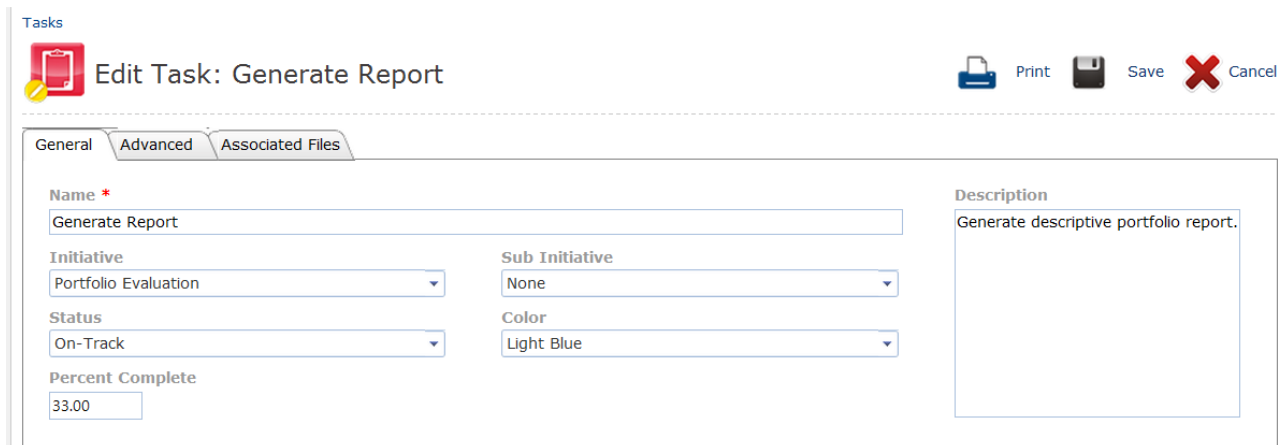 Tasks
Edit Task: Generate Report
Print Save Cancel
General Advanced Associated Files
Name *
Generate Report
Initiative Sub Initiative
Portfolio Evaluation None
Status Color
On-Track Light Blue
Percent Complete
33.00
Description
Generate descriptive portfolio report.